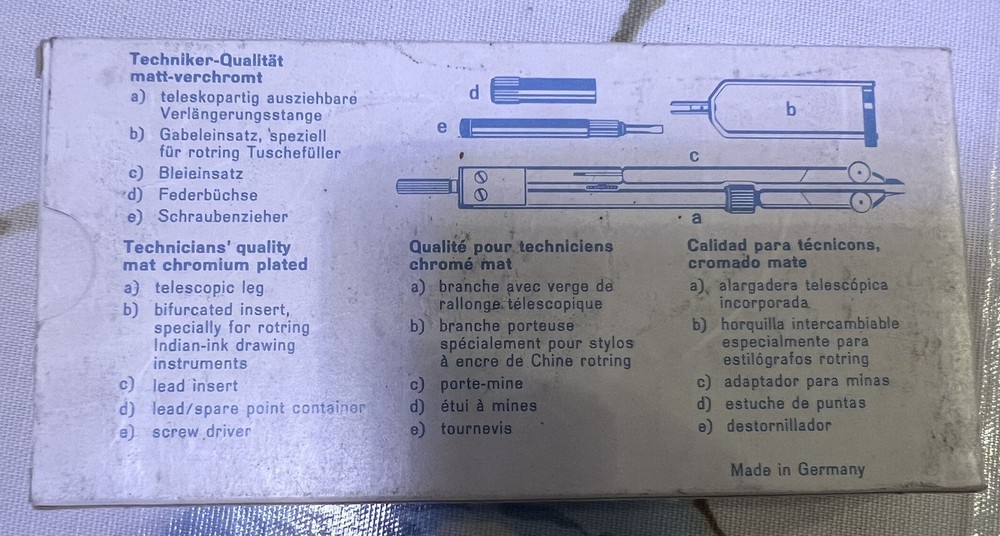 Techniker-Qualität
matt-verchromt
a) teleskopartig ausziehbare
Verlängerungsstange
b) Gabeleinsatz, speziell
für rotring Tuschefüller
c) Bleieinsatz
d) Federbüchse
e) Schraubenzieher
d
e
b
c
a
Technicians' quality
mat chromium plated
a) telescopic leg
b) bifurcated insert,
specially for rotring
Indian-ink drawing
instruments
c) lead insert
d) lead/spare point container
e) screw driver
Qualité pour techniciens
chromé mat
a) branche avec verge de
rallonge télescopique
b) branche porteuse
spécialement pour stylos
à encre de Chine rotring
c) porte-mine
d) étui à mines
e) tournevis
Calidad para técnicons,
cromado mate
a) alargadera telescópica
incorporada
b) horquilla intercambiable
especialmente para
estilógrafos rotring
c) adaptador para minas
d) estuche de puntas
e) destornillador
Made in Germany